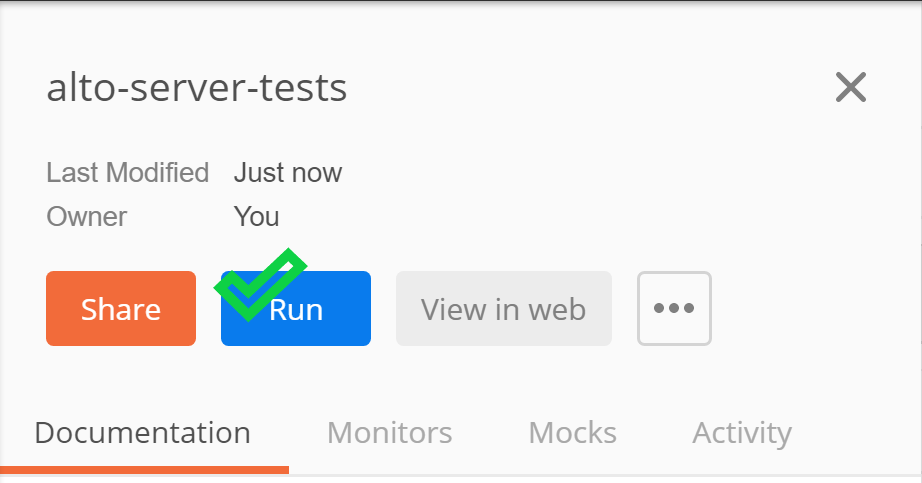 alto-server-tests
Last Modified Just now
Owner You
Share Run View in web
Documentation Monitors Mocks Activity